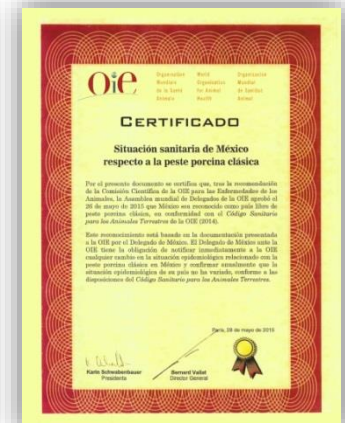 oie
Organisation World Organización
Mondiale Organisation Mundial
de la Santé for Animal de Sanidad
Animale Health Animal
CERTIFICADO
Situación sanitaria de México
respecto a la peste porcina clásica
Por el presente documento se certifica que, tras la recomendación
de la Comisión Científica de la OIE para las Enfermedades de los
Animales, la Asamblea mundial de Delegados de la OIE aprobó el
26 de mayo de 2015 que México sea reconocido como país libre de
peste porcina clásica, en conformidad con el Código Sanitario
para los Animales Terrestres de la OIE (2014).
Este reconocimiento está basado en la documentación presentada
a la OIE por el Delegado de México. El Delegado de México ante la
OIE tiene la obligación de notificar inmediatamente a la OIE
cualquier cambio en la situación epidemiológica relacionado con la
peste porcina clásica en México y confirmar anualmente que la
situación epidemiológica de su país no ha variado, conforme a las
disposiciones del Código Sanitario para los Animales Terrestres.
París, 28 de mayo de 2015
Karin Schwabenbauer Bernard Vallat
Presidenta Director General